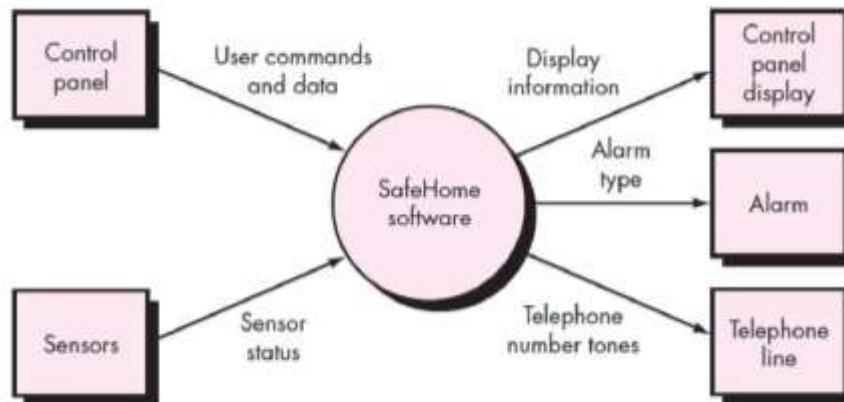 Control
panel
User commands
and data
Display
information
Control
panel
display
SafeHome
software
Alarm
type
Alarm
Sensors
Sensor
status
Telephone
number tones
Telephone
line